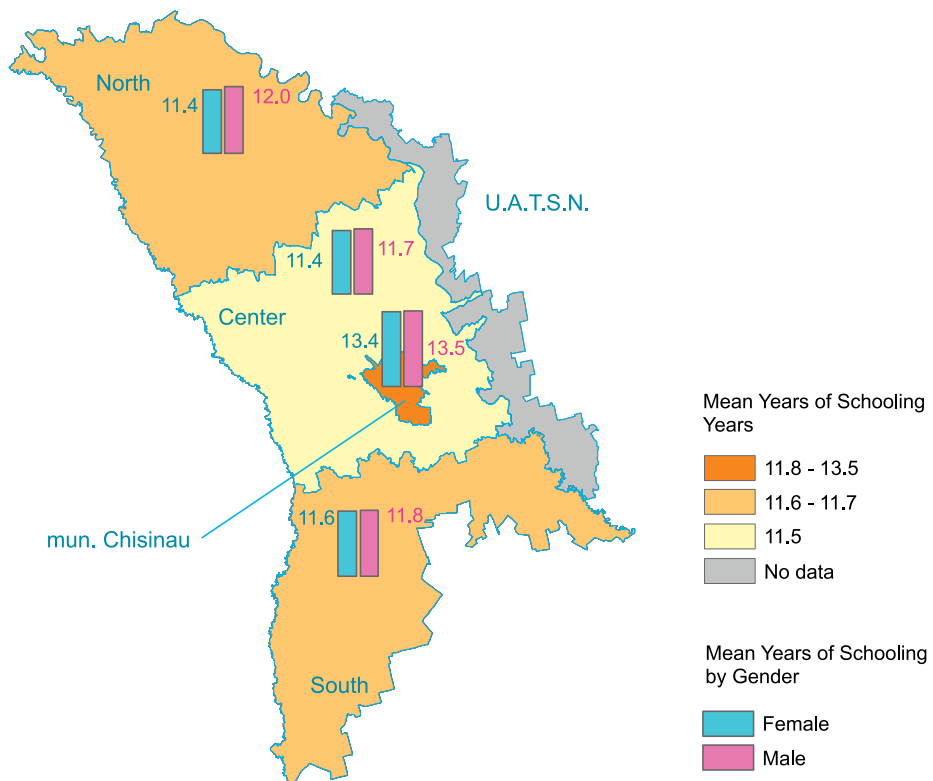 North
11.4
12.0
U.A.T.S.N.
11.4
11.7
Center
13.4
13.5
mun. Chisinau
11.6
11.8
South
Mean Years of Schooling
Years
11.8 - 13.5
11.6 - 11.7
11.5
No data
Mean Years of Schooling
by Gender
Female
Male